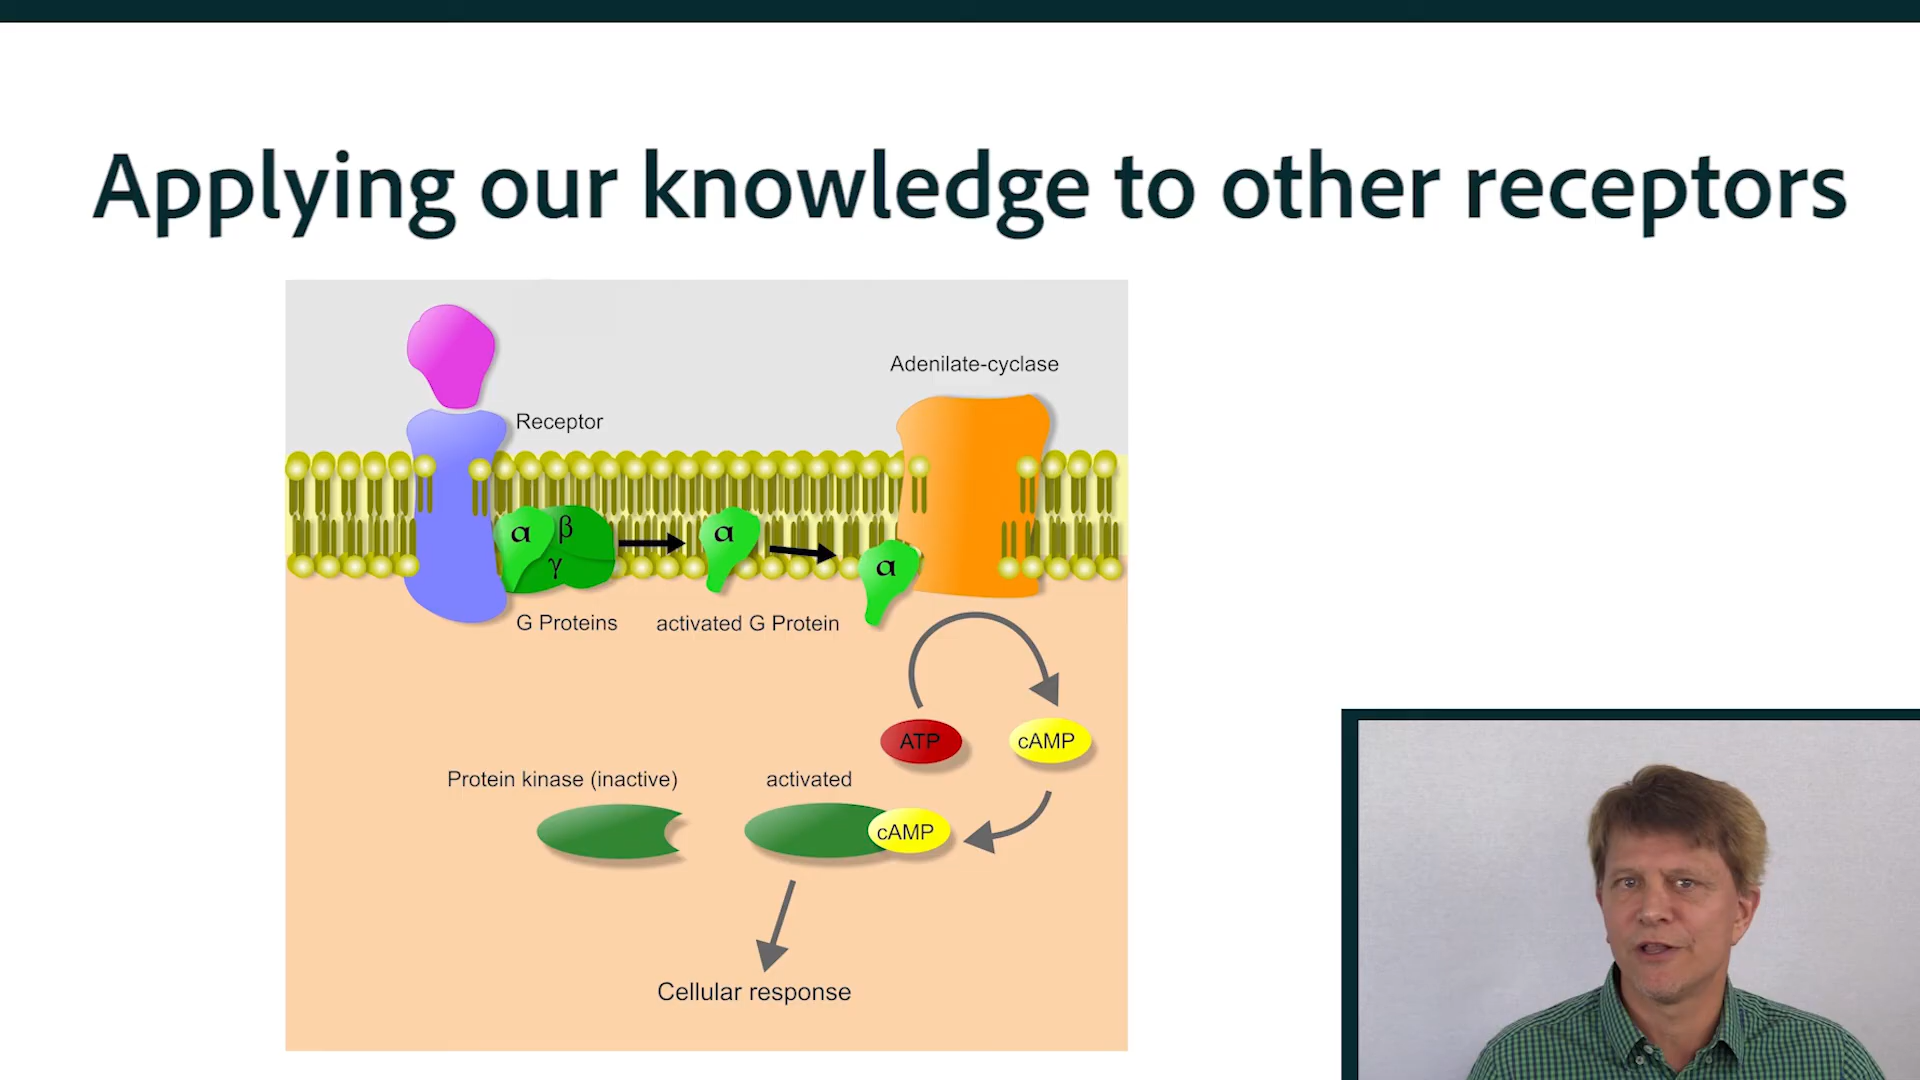 Applying our knowledge to other receptors
Adenilate-cyclase
Receptor
α β
γ
α
α
G Proteins
activated G Protein
ATP
cAMP
Protein kinase (inactive)
activated
cAMP
Cellular response